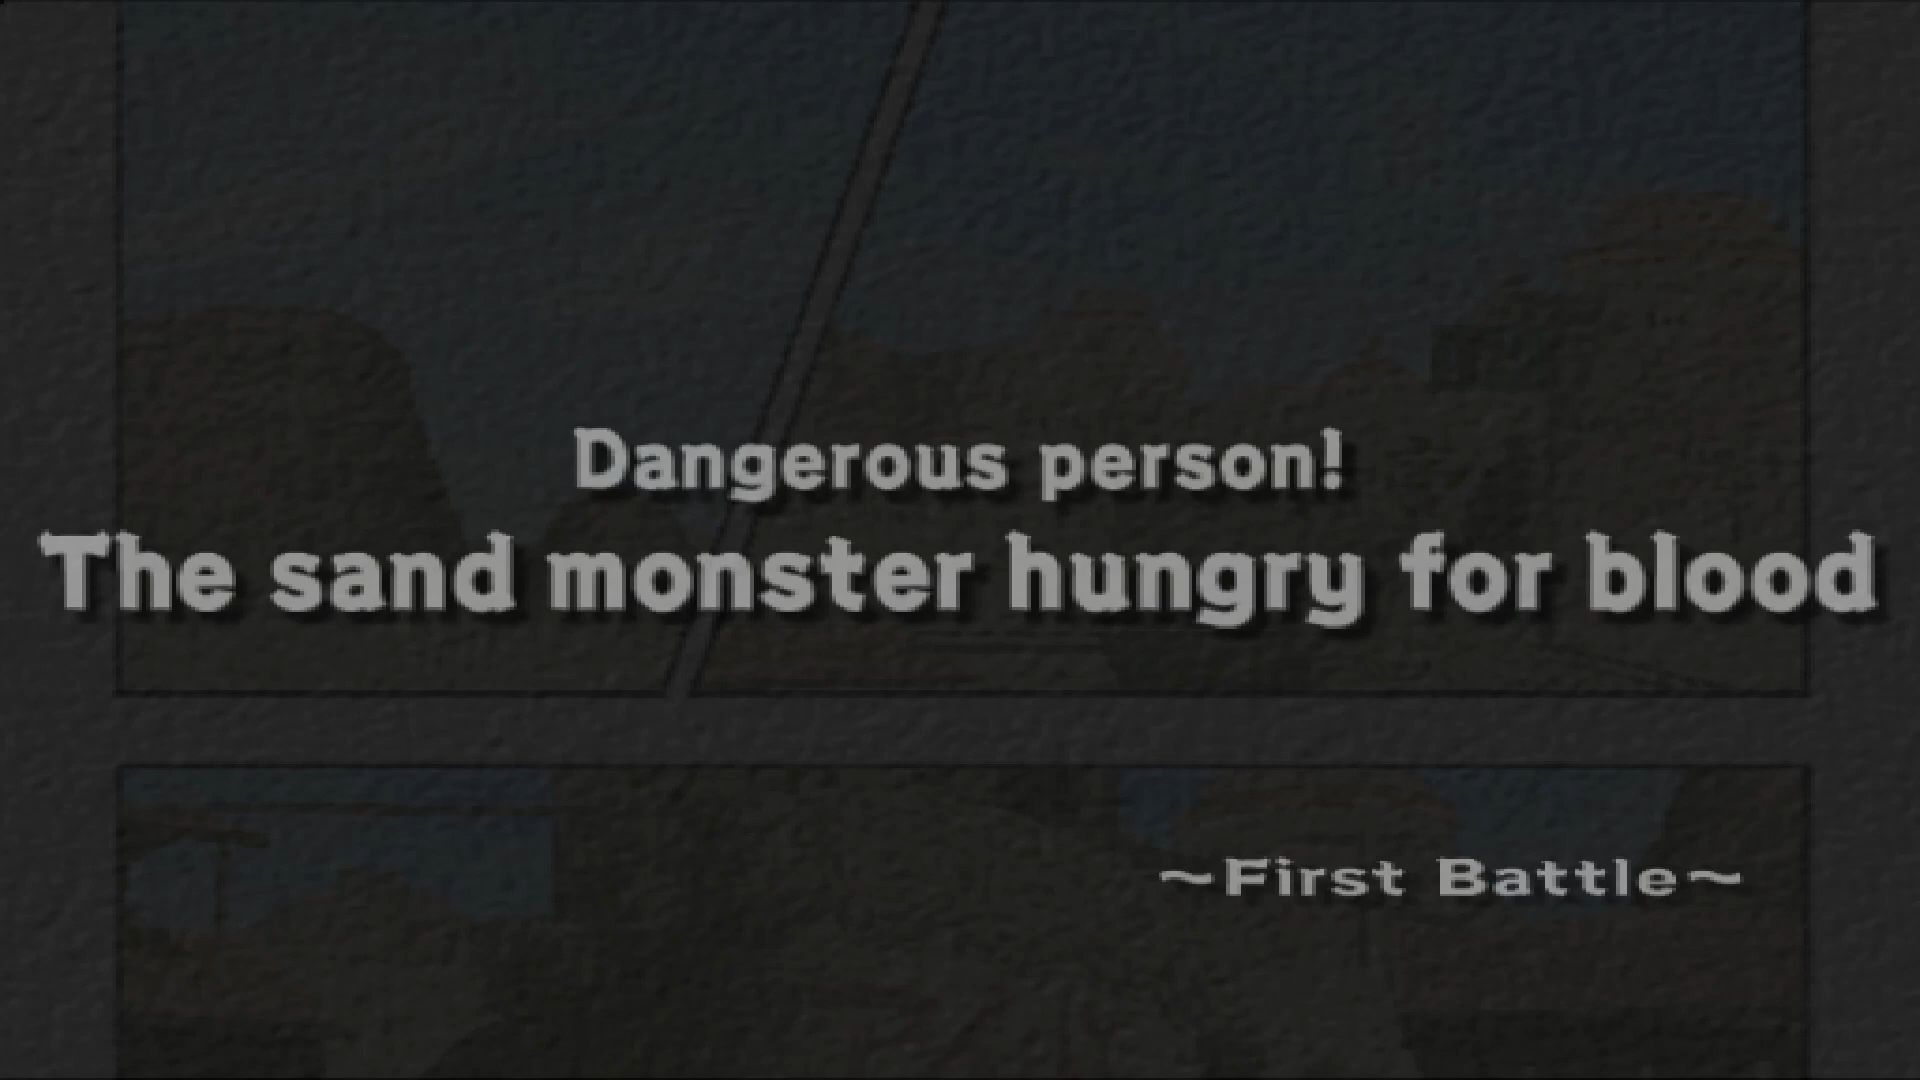 Dangerous person!
The sand monster hungry for blood
~First Battle~